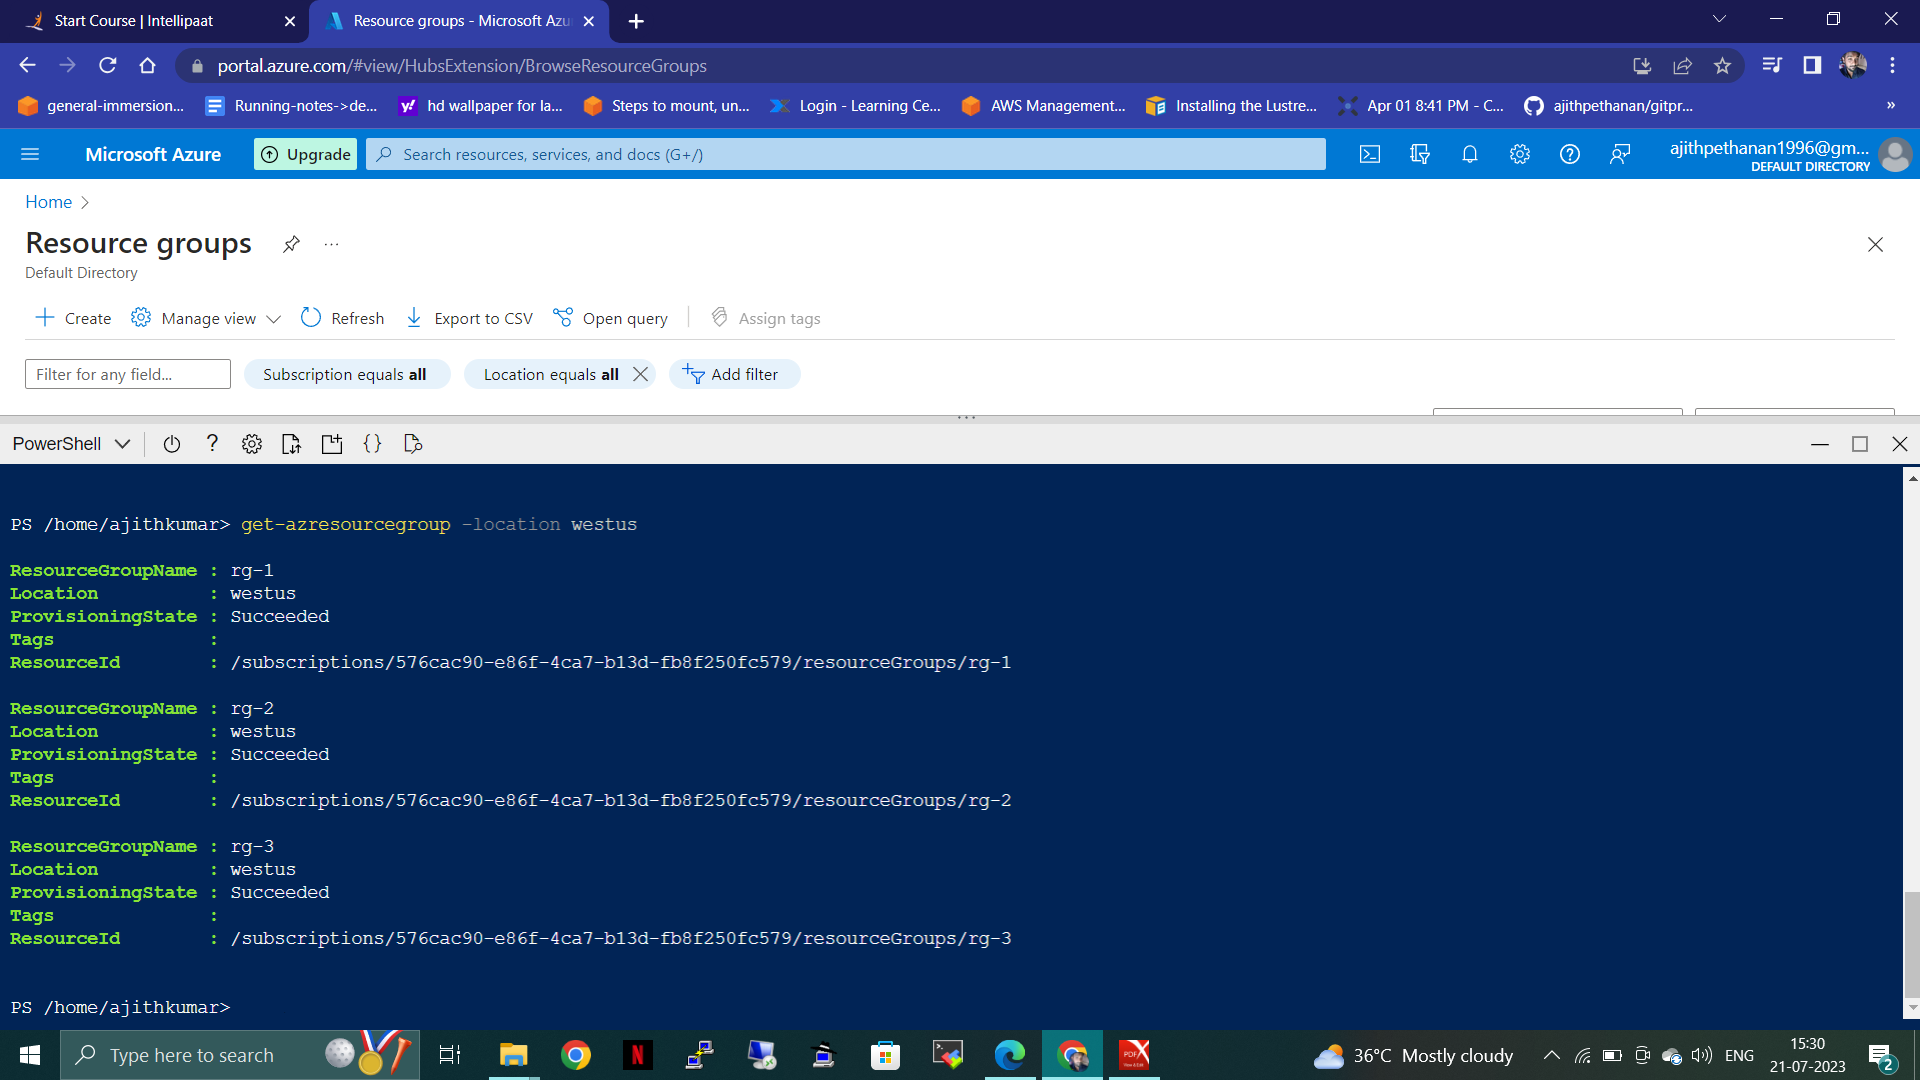 Start Course | Intellipaat
Resource groups - Microsoft Azu
portal.azure.com/#view/HubsExtension/BrowseResourceGroups
general-immersion...
Running-notes->de...
hd wallpaper for la...
Steps to mount, un...
Login - Learning Ce...
AWS Management...
Installing the Lustre...
Apr 01 8:41 PM - C...
ajithpethanan/gitpr...
»
Microsoft Azure
Upgrade
Search resources, services, and docs (G+/)
ajithpethanan1996@gm...
DEFAULT DIRECTORY
Home
Resource groups
...
Default Directory
Create
Manage view
Refresh
Export to CSV
Open query
Assign tags
Filter for any field...
Subscription equals all
Location equals all
Add filter
PowerShell
?
{}
PS /home/ajithkumar> get-azresourcegroup -location westus
ResourceGroupName : rg-1
Location : westus
ProvisioningState : Succeeded
Tags :
ResourceId : /subscriptions/576cac90-e86f-4ca7-b13d-fb8f250fc579/resourceGroups/rg-1
ResourceGroupName : rg-2
Location : westus
ProvisioningState : Succeeded
Tags :
ResourceId : /subscriptions/576cac90-e86f-4ca7-b13d-fb8f250fc579/resourceGroups/rg-2
ResourceGroupName : rg-3
Location : westus
ProvisioningState : Succeeded
Tags :
ResourceId : /subscriptions/576cac90-e86f-4ca7-b13d-fb8f250fc579/resourceGroups/rg-3
PS /home/ajithkumar>
Type here to search
N
PDF
36°C Mostly cloudy
ENG
15:30
21-07-2023
2